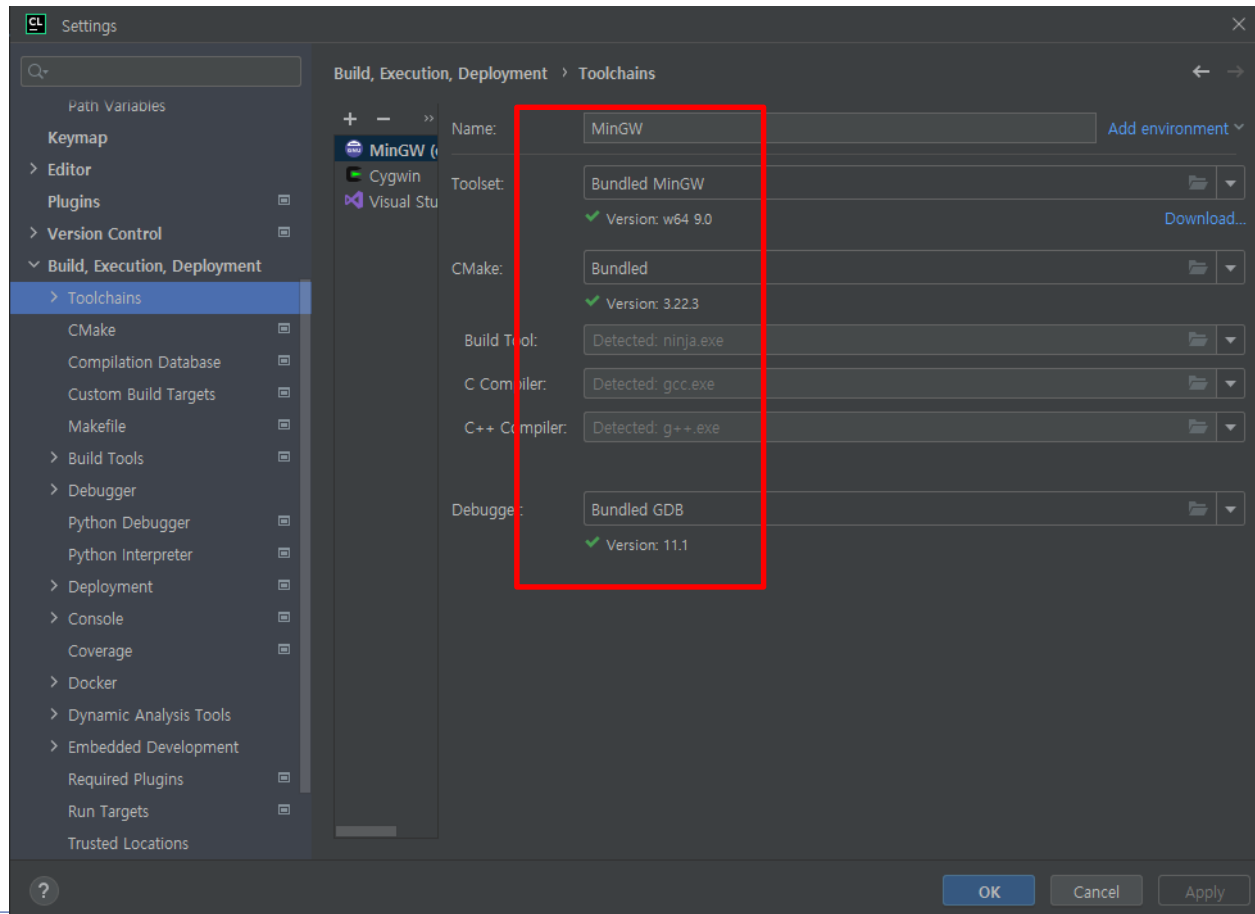 CL Settings
Build, Execution, Deployment › Toolchains
Path Variables
Keymap
Editor
Plugins
Version Control
Build, Execution, Deployment
Toolchains
CMake
Compilation Database
Custom Build Targets
Makefile
Build Tools
Debugger
Python Debugger
Python Interpreter
Deployment
Console
Coverage
Docker
Dynamic Analysis Tools
Embedded Development
Required Plugins
Run Targets
Trusted Locations
+ − »
MinGW (
Cygwin
Visual Stu
Name: MinGW Add environment
Toolset: Bundled MinGW
Version: w64 9.0 Download...
CMake: Bundled
Version: 3.22.3
Build Tool: Detected: ninja.exe
C Compiler: Detected: gcc.exe
C++ Compiler: Detected: g++.exe
Debugger: Bundled GDB
Version: 11.1
? OK Cancel Apply